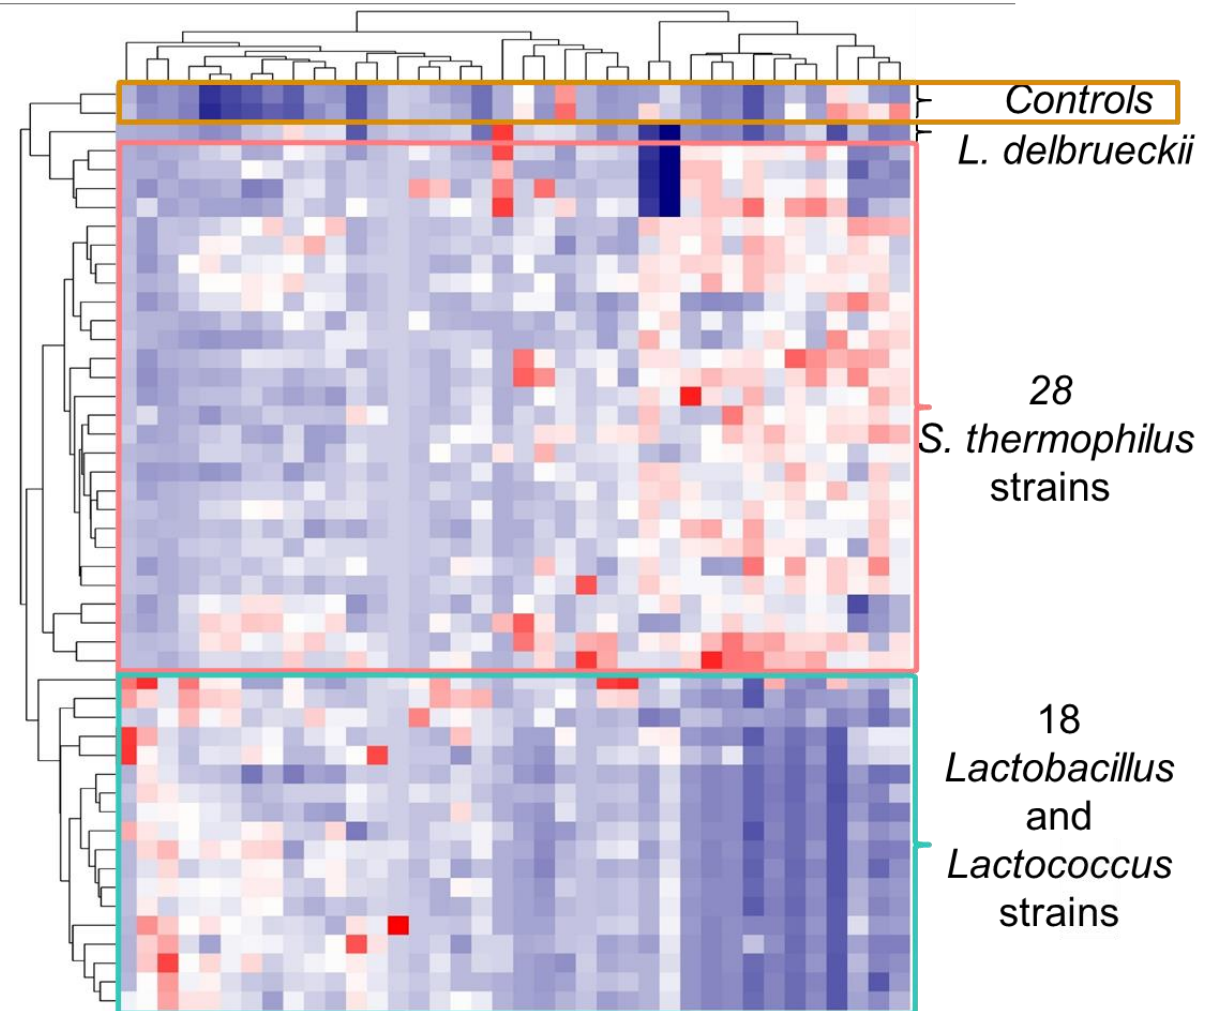 Controls
L. delbrueckii
28
S. thermophilus
strains
18
Lactobacillus
and
Lactococcus
strains